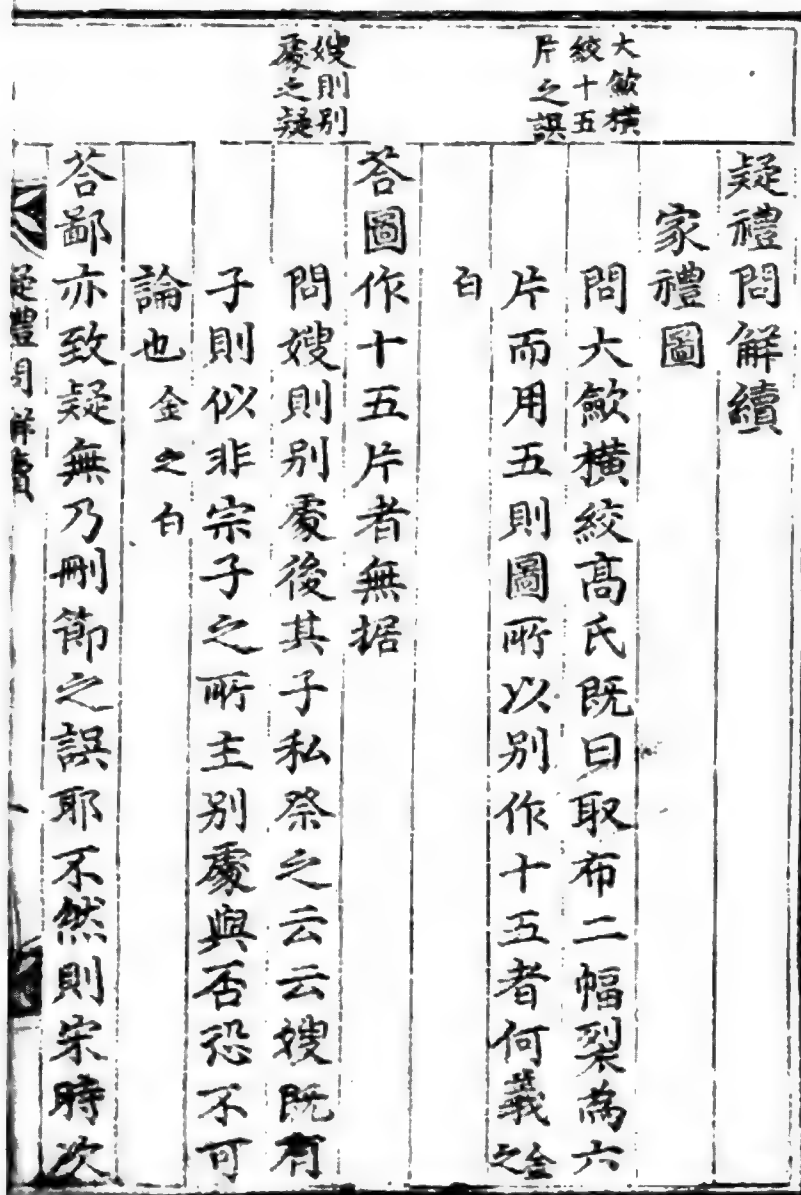 大斂橫
絞十五
片之誤
嫂則别
處之疑
疑禮問解續
家禮圖
問大斂橫絞高氏既曰取布二幅裂為六
片而用五則圖所以别作十五者何義金之
白
答圖作十五片者無据
問嫂則别處後其子私祭之云云嫂既有
子則似非宗子之所主别處與否恐不可
論也金之白
答鄙亦致疑無乃刪節之誤耶不然則宋時次
疑禮問解續